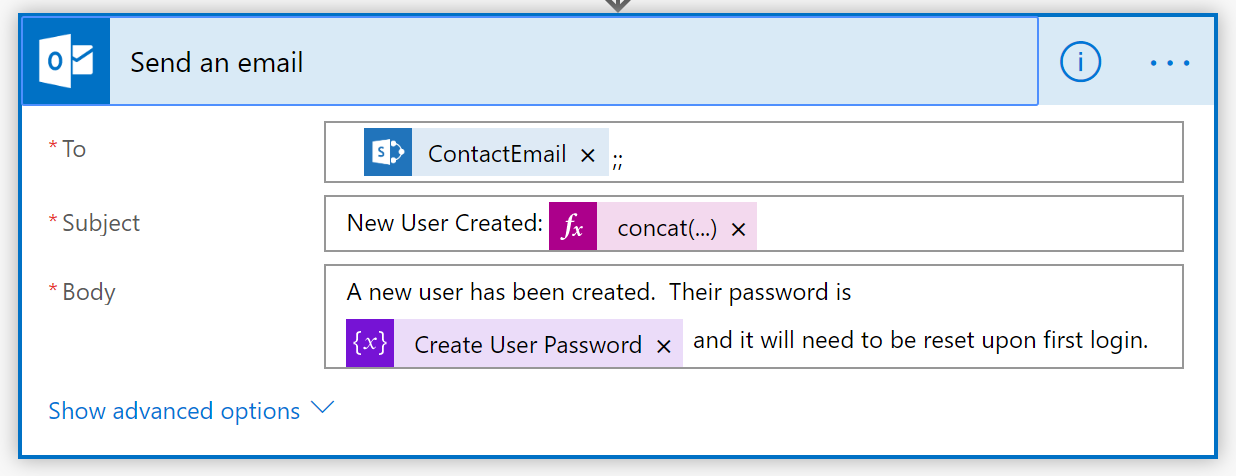 Send an email
* To ContactEmail × ;;
* Subject New User Created: fx concat(...) ×
* Body A new user has been created.  Their password is
{x} Create User Password × and it will need to be reset upon first login.
Show advanced options